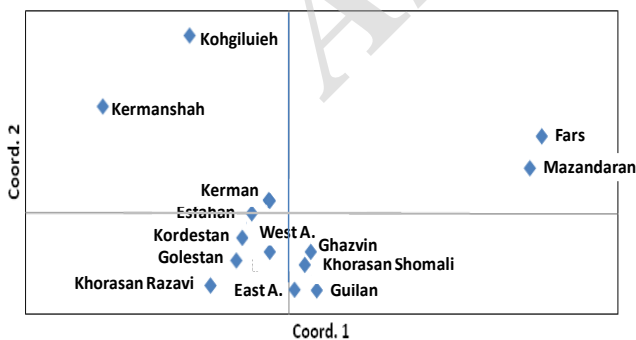 Kohgiluieh
Kermanshah
Fars
Mazandaran
Coord. 2
Kerman
Estahan
West A.
Kordestan
Ghazvin
Golestan
Khorasan Shomali
Khorasan Razavi
East A.
Guilan
Coord. 1